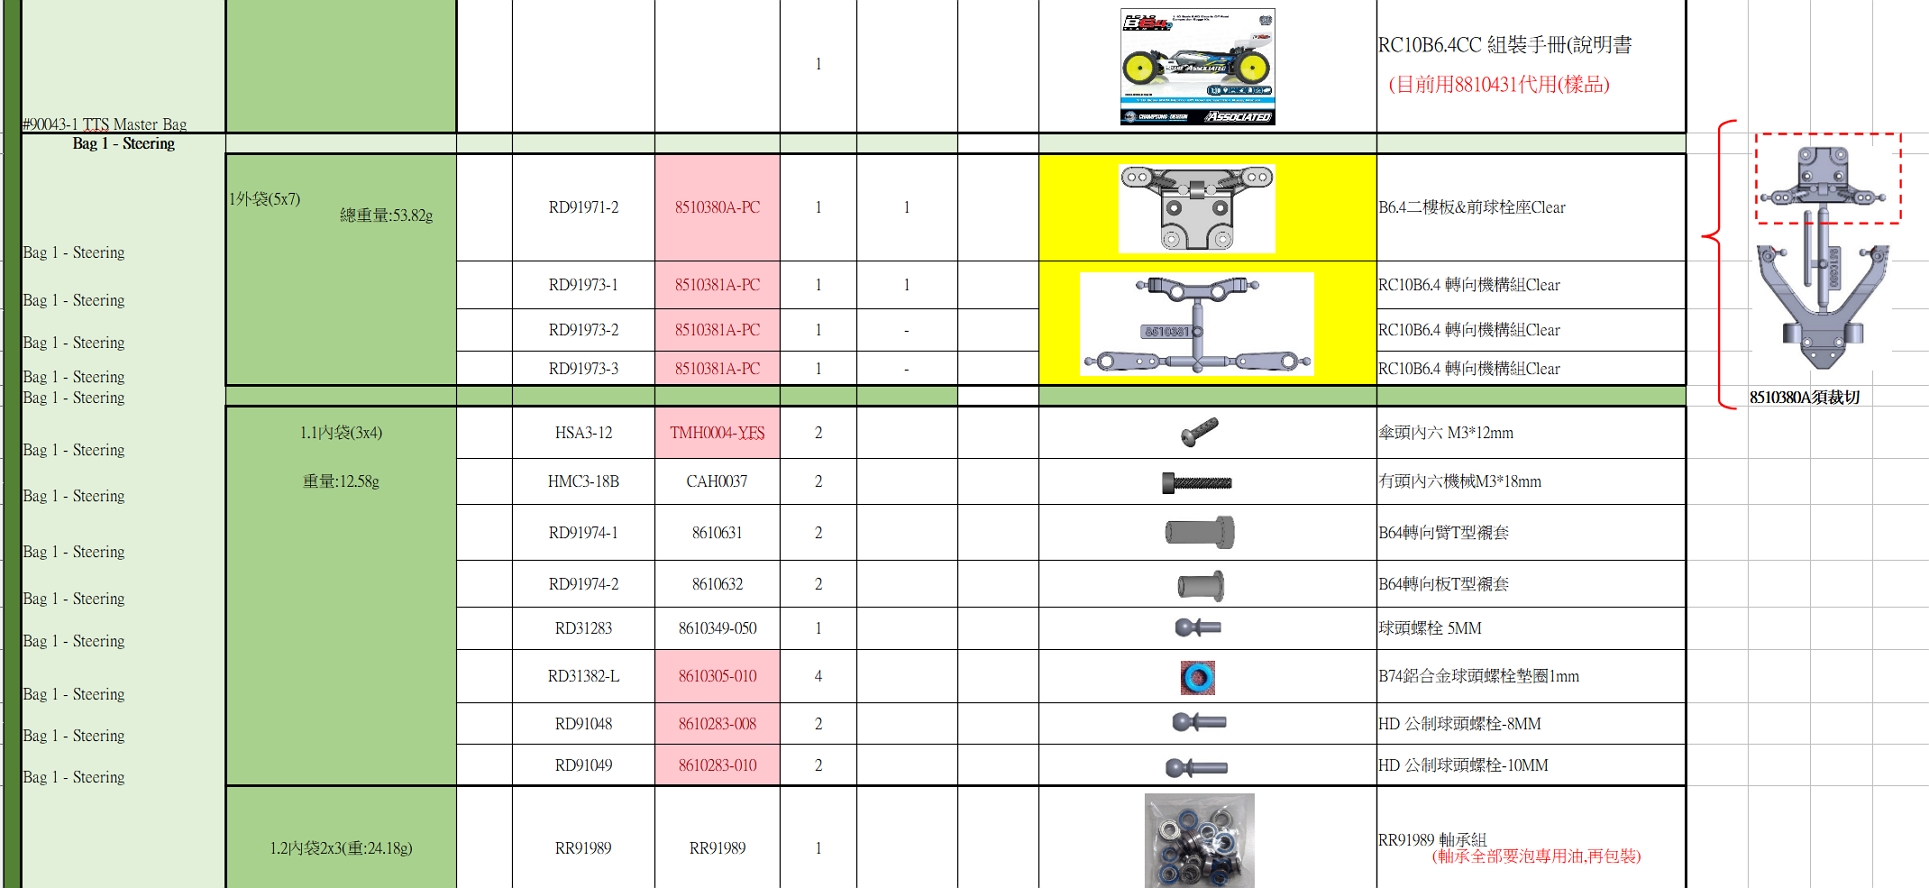 1
RC10B6.4CC 組裝手冊(說明書
(目前用8810431代用(樣品)
#90043-1 TTS Master Bag
Bag 1 - Steering
1外袋(5x7)
總重量:53.82g
Bag 1 - Steering
RD91971-2 8510380A-PC 1 1 B6.4二樓板&前球栓座Clear
Bag 1 - Steering
RD91973-1 8510381A-PC 1 1 RC10B6.4 轉向機構組Clear
Bag 1 - Steering
RD91973-2 8510381A-PC 1 - RC10B6.4 轉向機構組Clear
8510381
Bag 1 - Steering
RD91973-3 8510381A-PC 1 - RC10B6.4 轉向機構組Clear
Bag 1 - Steering
8510380A須裁切
1.1內袋(3x4)
重量:12.58g
Bag 1 - Steering
HSA3-12 TMH0004-YES 2 傘頭內六 M3*12mm
Bag 1 - Steering
HMC3-18B CAH0037 2 有頭內六機械M3*18mm
Bag 1 - Steering
RD91974-1 8610631 2 B64轉向臂T型襯套
Bag 1 - Steering
RD91974-2 8610632 2 B64轉向板T型襯套
Bag 1 - Steering
RD31283 8610349-050 1 球頭螺栓 5MM
Bag 1 - Steering
RD31382-L 8610305-010 4 B74鋁合金球頭螺栓墊圈1mm
Bag 1 - Steering
RD91048 8610283-008 2 HD 公制球頭螺栓-8MM
Bag 1 - Steering
RD91049 8610283-010 2 HD 公制球頭螺栓-10MM
1.2內袋2x3(重:24.18g)
RR91989 RR91989 1 RR91989 軸承組
(軸承全部要泡專用油,再包裝)